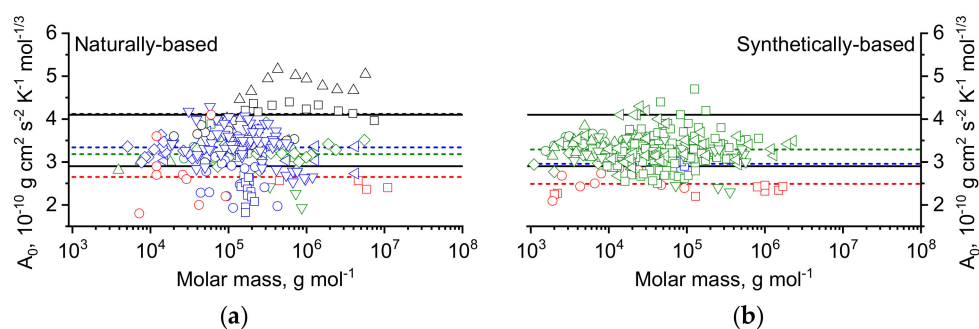 6
5
4
3
2
A₀, 10⁻¹⁰ g cm² s⁻² K⁻¹ mol⁻¹/³
Naturally-based
10³ 10⁴ 10⁵ 10⁶ 10⁷ 10⁸
Molar mass, g mol⁻¹
(a)
Synthetically-based
6
5
4
3
2
A₀, 10⁻¹⁰ g cm² s⁻² K⁻¹ mol⁻¹/³
10³ 10⁴ 10⁵ 10⁶ 10⁷ 10⁸
Molar mass, g mol⁻¹
(b)